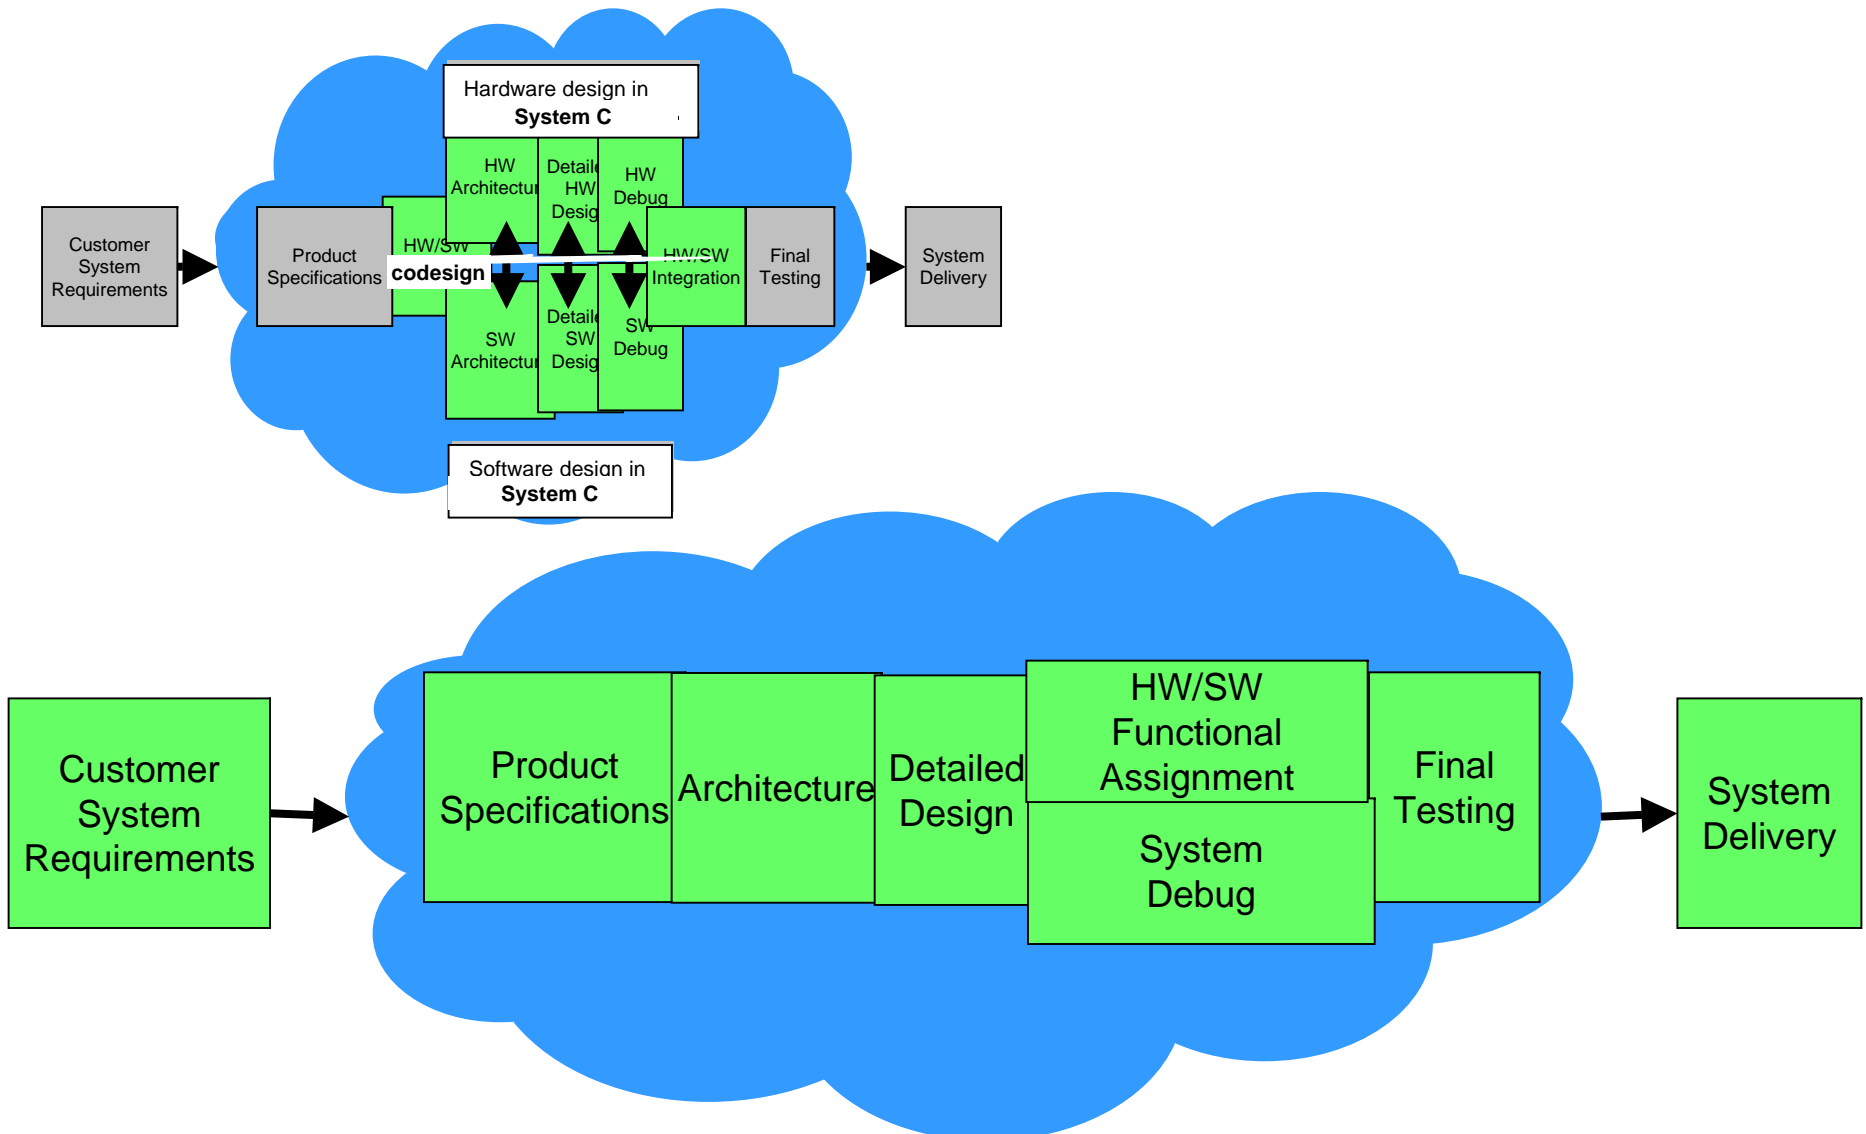 Hardware design in
System C
HW
Architectur
Detaile
HW
Desig
HW
Debug
Customer
System
Requirements
Product
Specifications
HW/SW
codesign
HW/SW
Integration
Final
Testing
System
Delivery
SW
Architectur
Detaile
SW
Desig
SW
Debug
Software design in
System C
Customer
System
Requirements
Product
Specifications
Architecture
Detailed
Design
HW/SW
Functional
Assignment
System
Debug
Final
Testing
System
Delivery